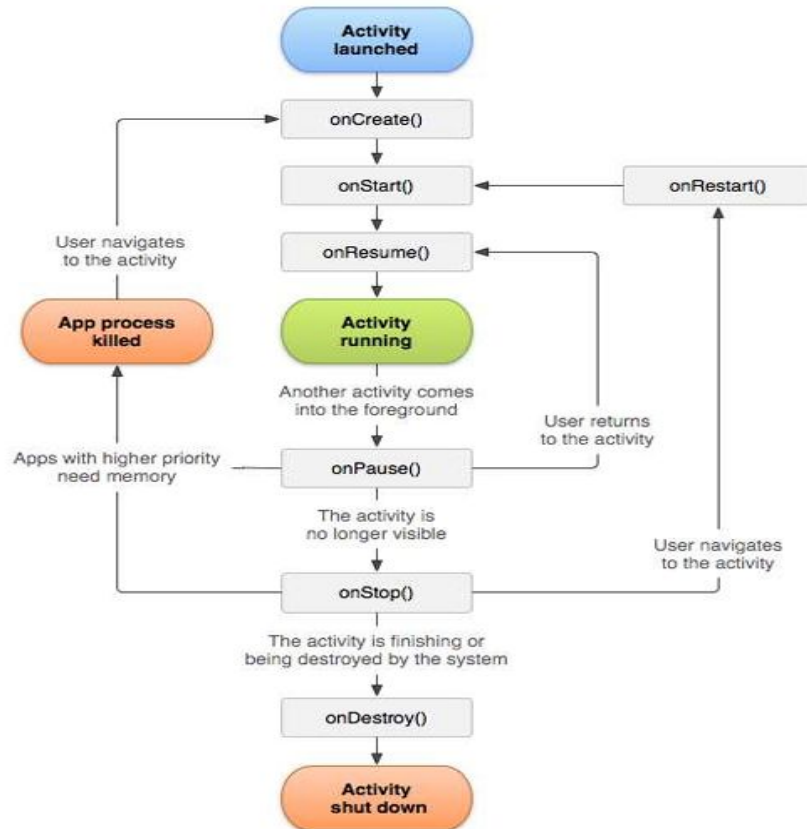 Activity
launched
onCreate()
onStart()
onRestart()
onResume()
User navigates
to the activity
App process
killed
Activity
running
Another activity comes
into the foreground
User returns
to the activity
Apps with higher priority
need memory
onPause()
The activity is
no longer visible
User navigates
to the activity
onStop()
The activity is finishing or
being destroyed by the system
onDestroy()
Activity
shut down